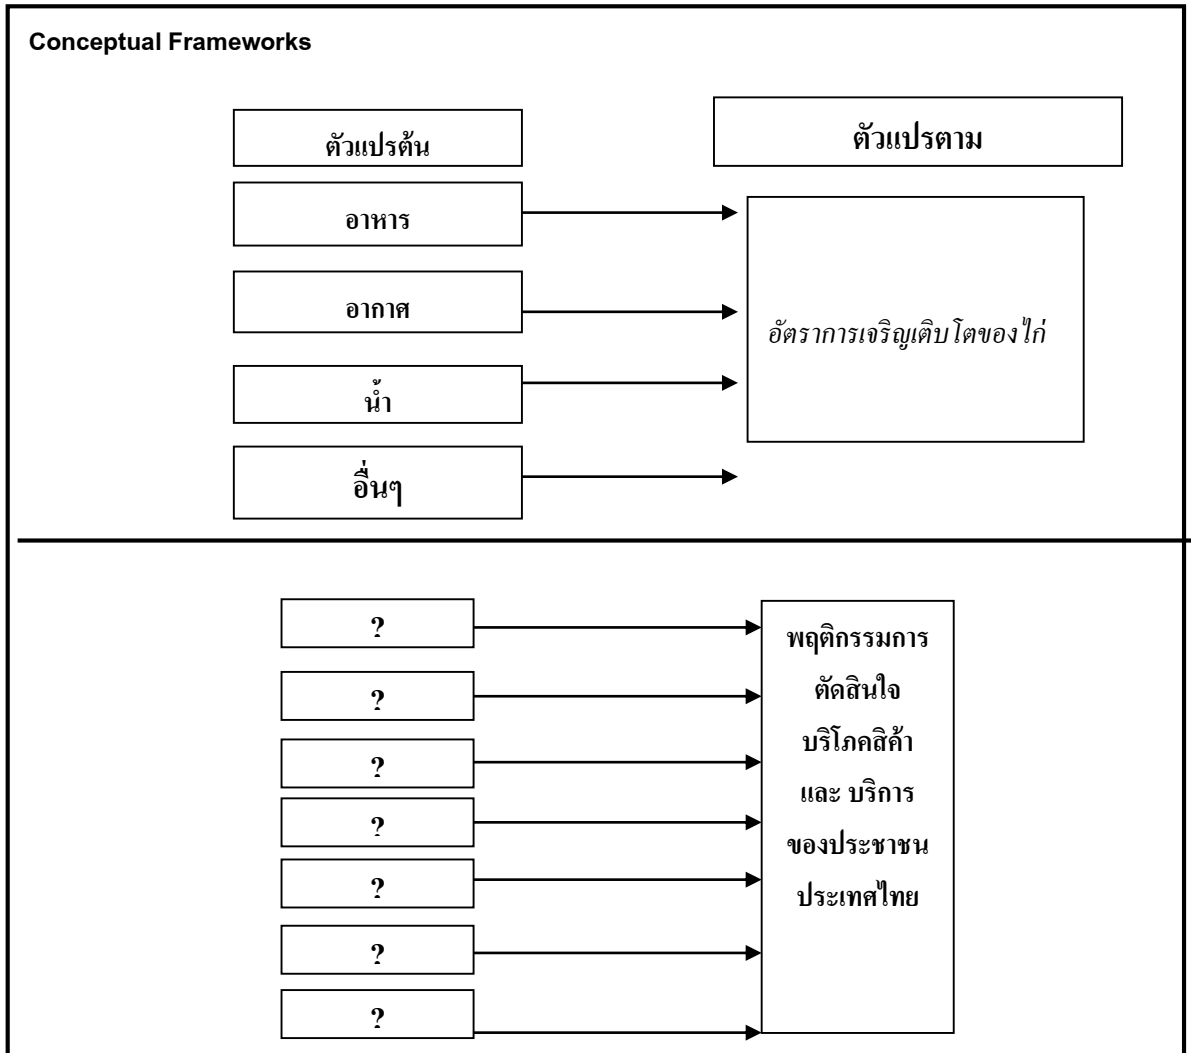 Conceptual Frameworks
ตัวแปรต้น
ตัวแปรตาม
อาหาร
อากาศ
น้ำ
อื่นๆ
อัตราการเจริญเติบโตของไก่
?
?
?
?
?
?
?
พฤติกรรมการ
ตัดสินใจ
บริโภคสิค้า
และ บริการ
ของประชาชน
ประเทศไทย